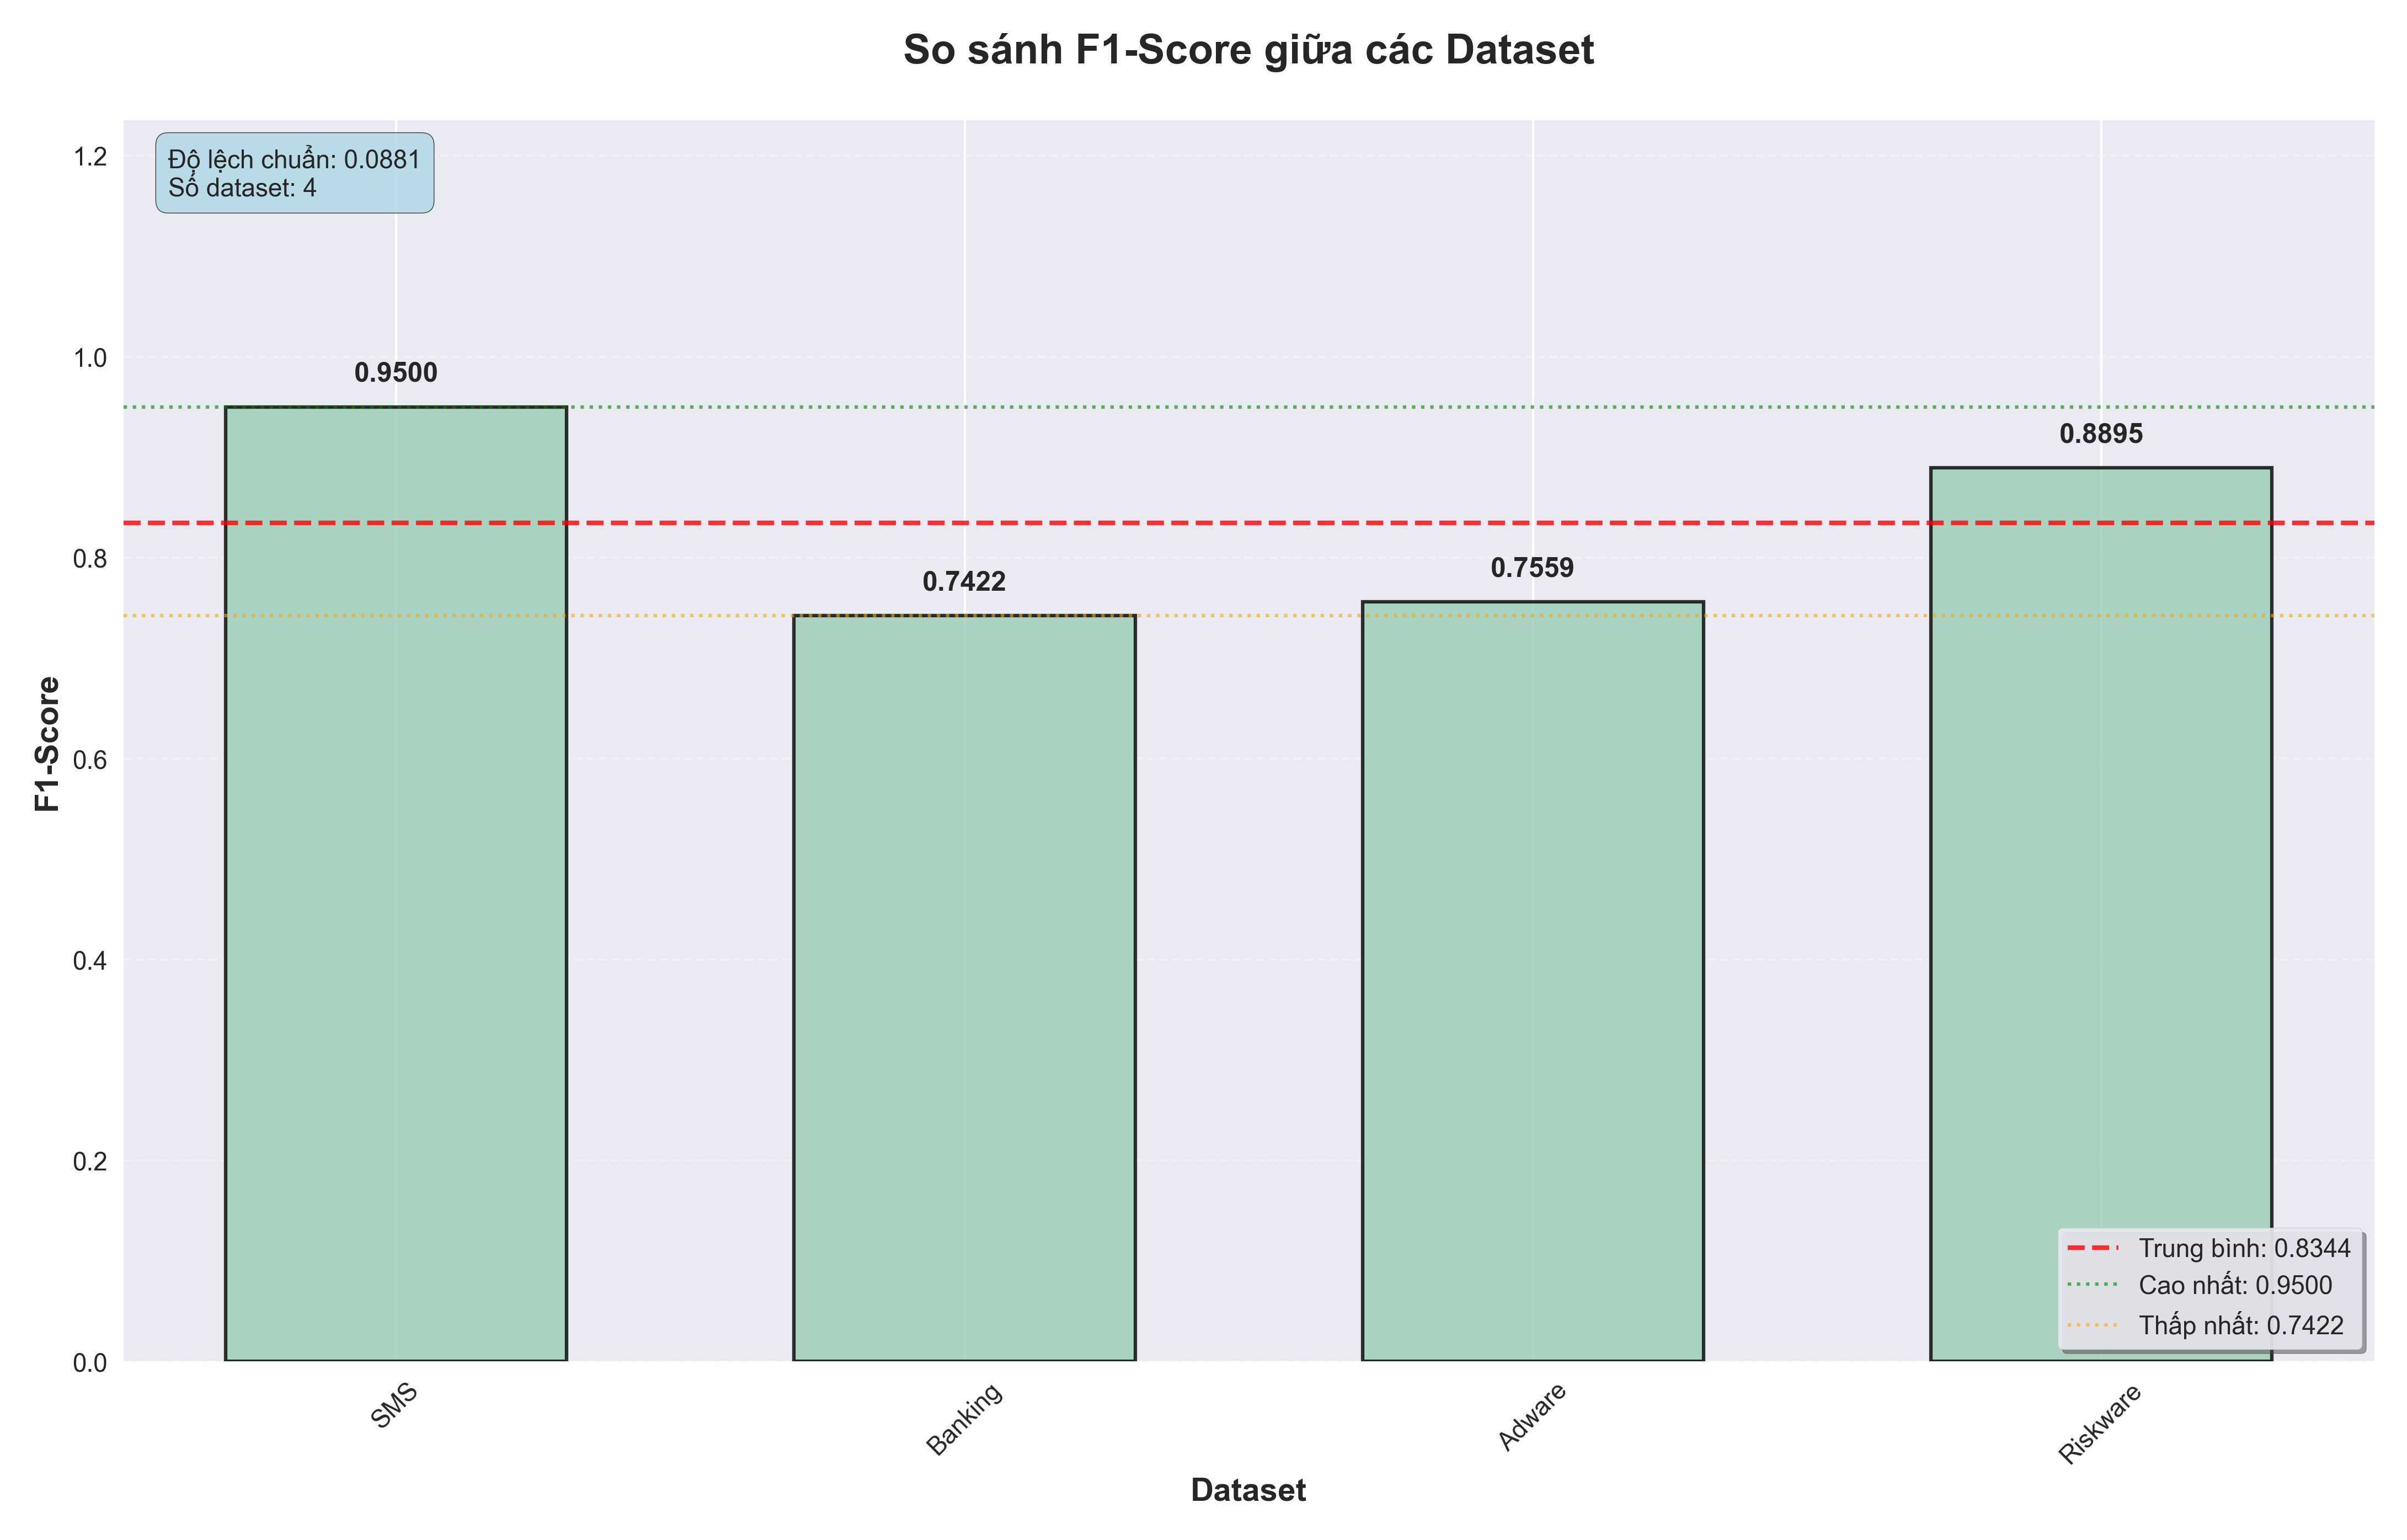 So sánh F1-Score giữa các Dataset
Độ lệch chuẩn: 0.0881
Số dataset: 4
F1-Score
1.2
1.0
0.8
0.6
0.4
0.2
0.0
0.9500
0.7422
0.7559
0.8895
Trung bình: 0.8344
Cao nhất: 0.9500
Thấp nhất: 0.7422
SMS
Banking
Adware
Riskware
Dataset